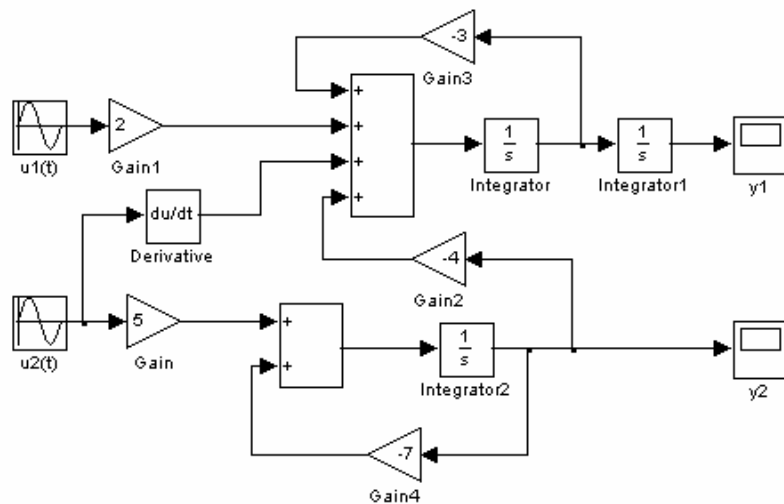 -3
Gain3
+
+
+
+
2
u1(t)
Gain1
1
s
Integrator
1
s
Integrator1
y1
du/dt
Derivative
-4
Gain2
5
u2(t)
Gain
+
+
1
s
Integrator2
y2
-7
Gain4